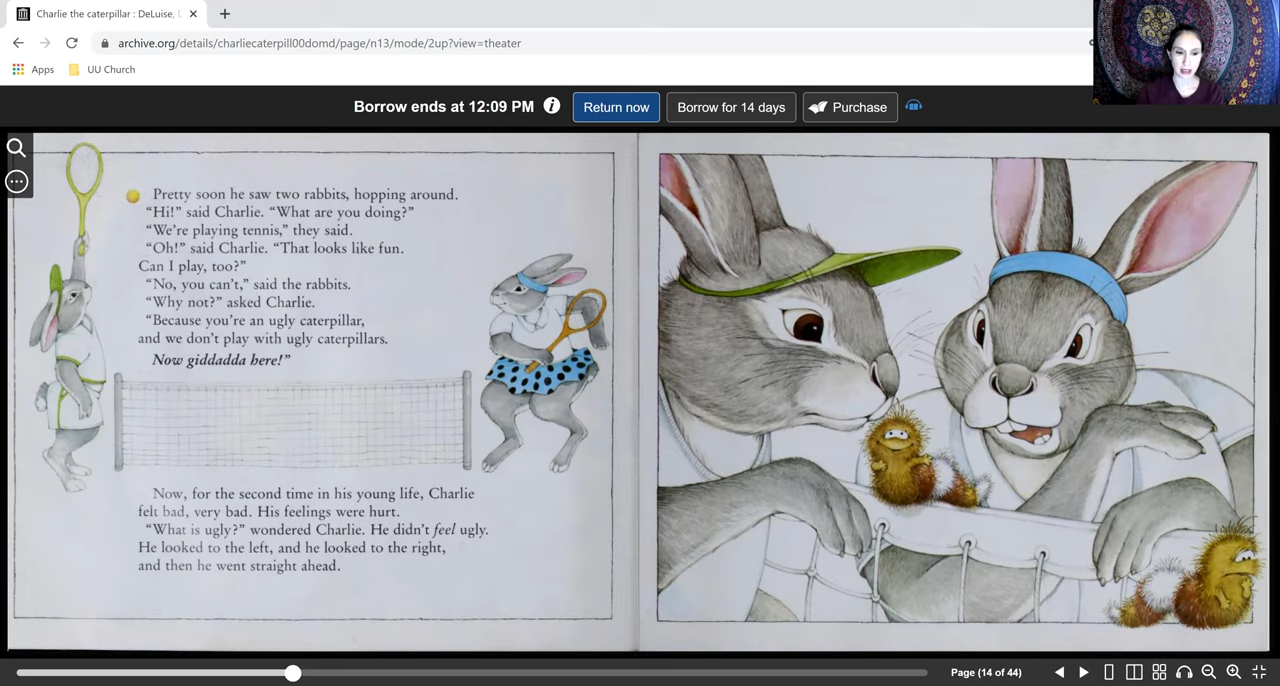 Charlie the caterpillar : DeLuise,
archive.org/details/charliecaterpill00domd/page/n13/mode/2up?view=theater
Apps
UU Church
Borrow ends at 12:09 PM
Return now
Borrow for 14 days
Purchase
Pretty soon he saw two rabbits, hopping around.
“Hi!” said Charlie. “What are you doing?”
“We’re playing tennis,” they said.
“Oh!” said Charlie. “That looks like fun.
Can I play, too?”
“No, you can’t,” said the rabbits.
“Why not?” asked Charlie.
“Because you’re an ugly caterpillar,
and we don’t play with ugly caterpillars.
Now giddadda here!”
Now, for the second time in his young life, Charlie
felt bad, very bad. His feelings were hurt.
“What is ugly?” wondered Charlie. He didn’t feel ugly.
He looked to the left, and he looked to the right,
and then he went straight ahead.
Page (14 of 44)